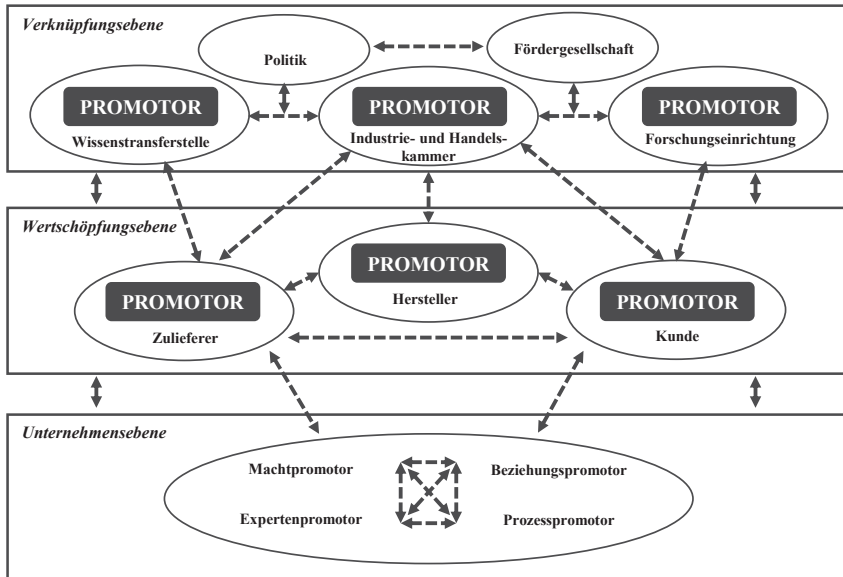 Verknüpfungsebene
Politik
Fördergesellschaft
PROMOTOR
Wissenstransferstelle
PROMOTOR
Industrie- und Handels-
kammer
PROMOTOR
Forschungseinrichtung
Wertschöpfungsebene
PROMOTOR
Zulieferer
PROMOTOR
Hersteller
PROMOTOR
Kunde
Unternehmensebene
Machtpromotor
Beziehungspromotor
Expertenpromotor
Prozesspromotor